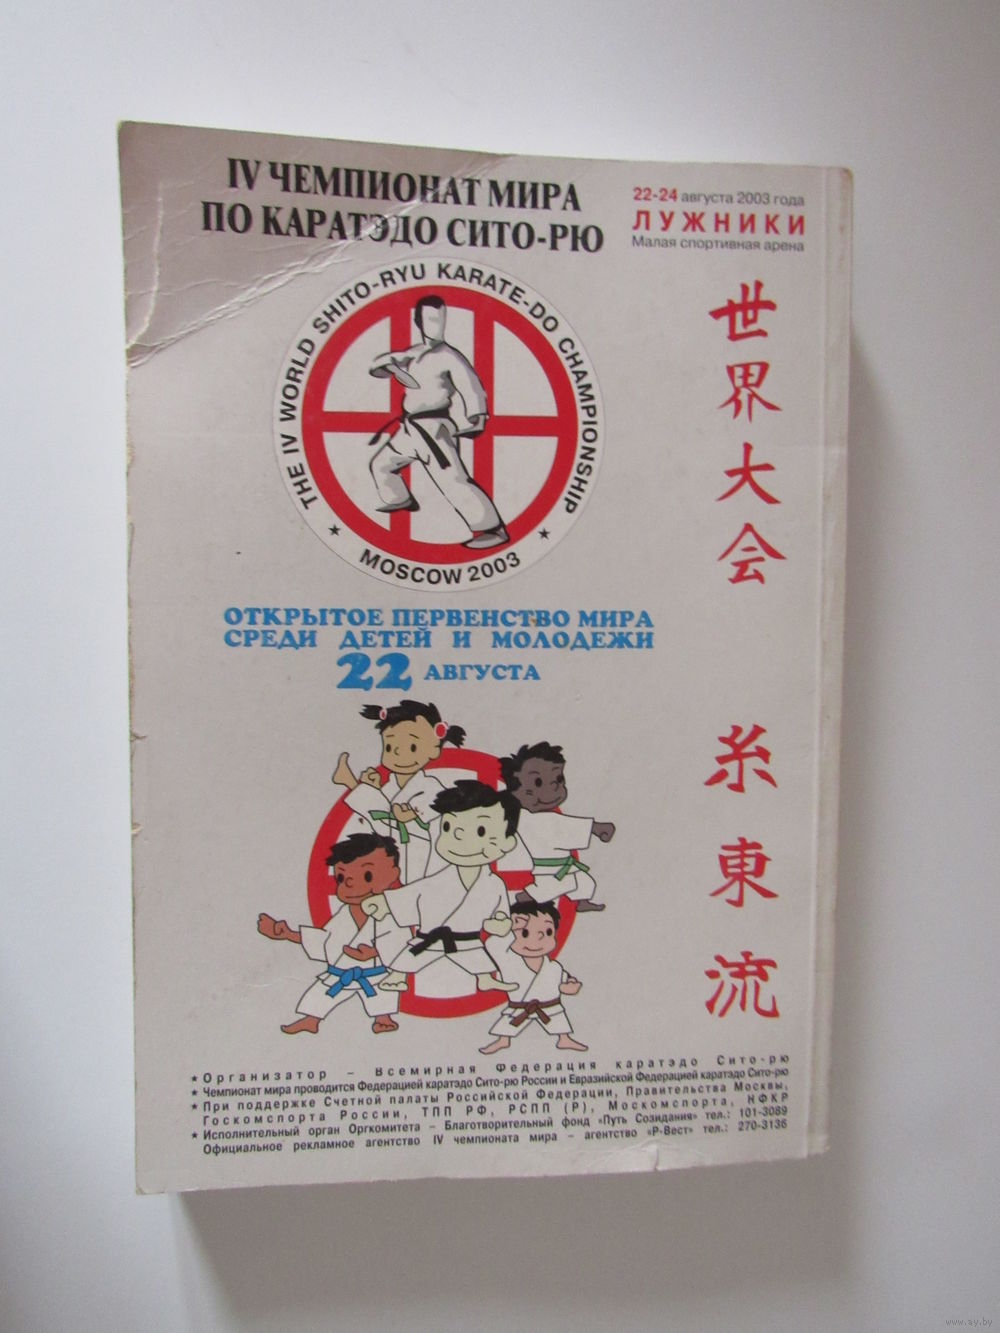 IV ЧЕМПИОНАТ МИРА
ПО КАРАТЭДО СИТО-РЮ
22-24 августа 2003 года
ЛУЖНИКИ
Малая спортивная арена
THE IV WORLD SHITO-RYU KARATE-DO CHAMPIONSHIP
★ MOSCOW 2003 ★
世界大会
糸東流
ОТКРЫТОЕ ПЕРВЕНСТВО МИРА
СРЕДИ ДЕТЕЙ И МОЛОДЕЖИ
22 АВГУСТА
★ Организатор – Всемирная Федерация каратэдо Сито-рю
★ Чемпионат мира проводится Федерацией каратэдо Сито-рю России и Евразийской Федерацией каратэдо Сито-рю
★ При поддержке Счетной палаты Российской Федерации, Правительства Москвы,
Госкомспорта России, ТПП РФ, РСПП (Р), Москомспорта, НФКР
★ Исполнительный орган Оргкомитета – Благотворительный фонд «Путь Созидания» тел.: 101-3089
Официальное рекламное агентство IV чемпионата мира – агентство «Р-Вест» тел.: 270-3136
www.ay.by